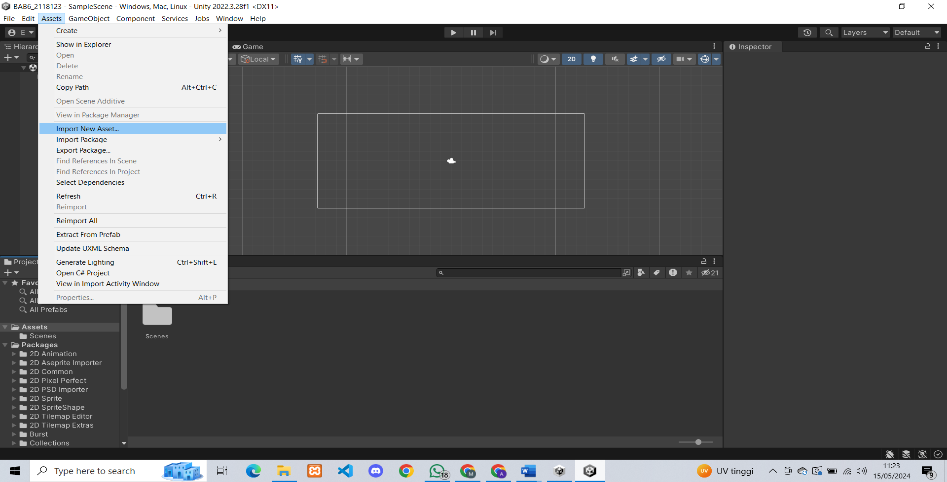 BAB6_2118123 - SampleScene - Windows, Mac, Linux - Unity 2022.3.28f1 <DX11>
File Edit Assets GameObject Component Services Jobs Window Help
E Layers Default
Hierarc Game Inspector
Local 2D
Create
Show in Explorer
Open
Delete
Rename
Copy Path Alt+Ctrl+C
Open Scene Additive
View in Package Manager
Import New Asset...
Import Package
Export Package...
Find References In Scene
Find References In Project
Select Dependencies
Refresh Ctrl+R
Reimport
Reimport All
Extract From Prefab
Update UXML Schema
Generate Lighting Ctrl+Shift+L
Open C# Project
View in Import Activity Window
Properties... Alt+P
Project
21
Favo
All
All
All Prefabs
Assets
Scenes
Packages
2D Animation
2D Aseprite Importer
2D Common
2D Pixel Perfect
2D PSD Importer
2D Sprite
2D SpriteShape
2D Tilemap Editor
2D Tilemap Extras
Burst
Collections
Scenes
Type here to search
UV UV tinggi
11:23
15/05/2024